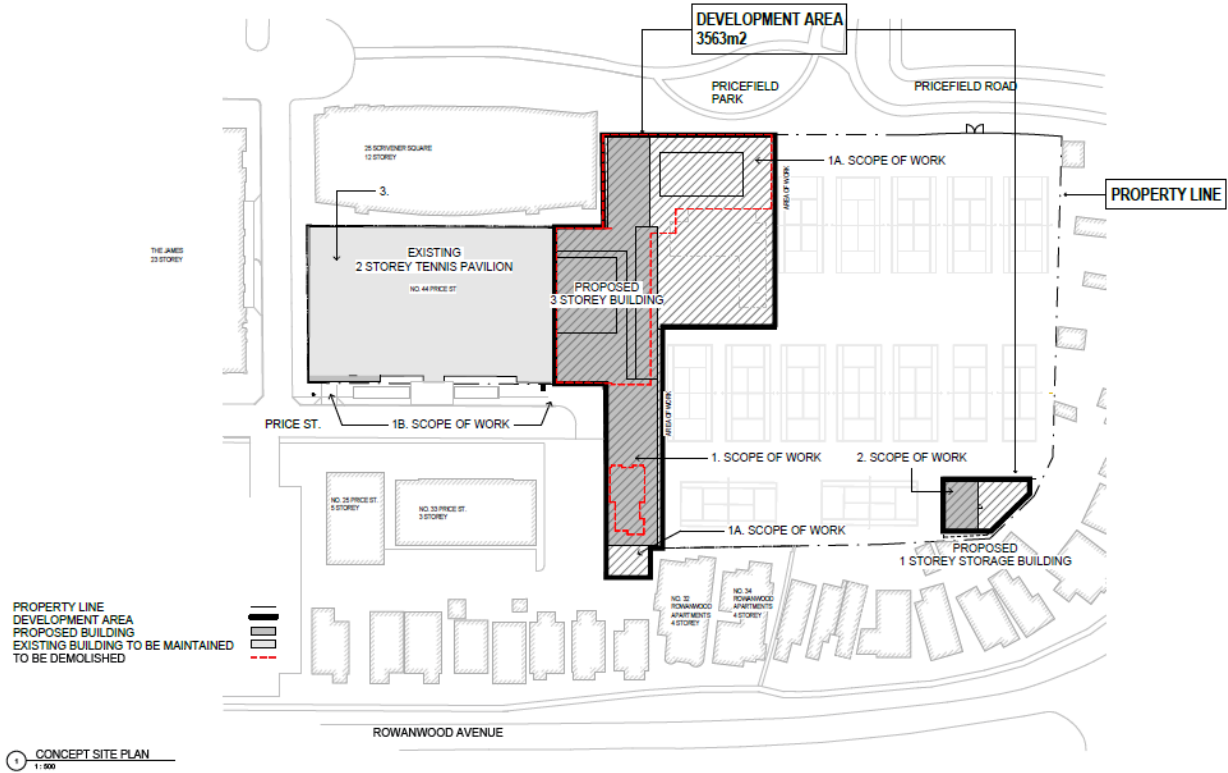 DEVELOPMENT AREA
3563m2
PRICEFIELD
PARK
PRICEFIELD ROAD
25 SCRIVENER SQUARE
12 STOREY
1A. SCOPE OF WORK
AREA OF WORK
PROPERTY LINE
3.
THE JAMES
23 STOREY
EXISTING
2 STOREY TENNIS PAVILION
NO. 44 PRICE ST
PROPOSED
3 STOREY BUILDING
AREA OF WORK
PRICE ST.
1B. SCOPE OF WORK
1. SCOPE OF WORK
2. SCOPE OF WORK
NO. 25 PRICE ST.
5 STOREY
NO. 33 PRICE ST.
3 STOREY
1A. SCOPE OF WORK
PROPOSED
1 STOREY STORAGE BUILDING
NO. 32
ROWANWOOD
APARTMENTS
4 STOREY
NO. 34
ROWANWOOD
APARTMENTS
4 STOREY
PROPERTY LINE
DEVELOPMENT AREA
PROPOSED BUILDING
EXISTING BUILDING TO BE MAINTAINED
TO BE DEMOLISHED
ROWANWOOD AVENUE
1 CONCEPT SITE PLAN
1 : 500